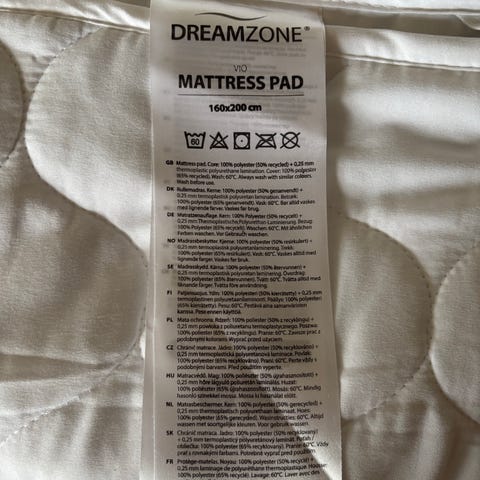 DREAMZONE®
VIO
MATTRESS PAD
160x200 cm
60
GB Mattress pad. Core: 100% polyester (50% recycled) + 0,25 mm
thermoplastic polyurethane lamination. Cover: 100% polyester
(65% recycled). Wash: 60°C. Always wash with similar colours.
Wash before use.
DK Rullemadras. Kerne: 100% polyester (50% genanvendt) +
0,25 mm termoplastisk polyuretan laminering. Betræk:
100% polyester (65% genanvendt). Vask: 60°C. Bør altid vaskes
med lignende farver. Vaskes før brug.
DE Matratzenauflage. Kern: 100% Polyester (50% recycelt) +
0,25 mm Thermoplastische Polyurethan Laminierung. Bezug:
100% Polyester (65% recycelt). Waschen: 60°C. Mit ähnlichen
Farben waschen. Vor Gebrauch waschen.
NO Madrassbeskytter. Kjerne: 100% polyester (50% resirkulert) +
0,25 mm termoplastisk polyuretanlaminering. Trekk:
100% polyester (65% resirkulert). Vask: 60°C. Vaskes alltid med
lignende farger. Vaskes før bruk.
SE Madrasskydd. Kärna: 100% polyester (50% återvunnen) +
0,25 mm termoplastisk polyuretan laminering. Överdrag:
100% polyester (65% återvunnen). Tvätt: 60°C. Tvätta alltid med
liknande färger. Tvätta före användning.
FI Patjansuojus. Ydin: 100% polyesteri (50% kierrätetty) + 0,25 mm
termoplastinen polyuretaanilaminointi. Päällys: 100% polyesteri
(65% kierrätetty). Pesu: 60°C. Pestävä aina samanväristen
kanssa. Pese ennen käyttöä.
PL Mata ochronna. Rdzeń: 100% poliester (50% z recyklingu) +
0,25 mm powłoka z poliuretanu termoplastycznego. Poszwa:
100% poliester (65% z recyklingu). Pranie: 60°C. Zawsze prać z
podobnymi kolorami. Wyprać przed użyciem.
CZ Chránič matrace. Jádro: 100% polyester (50% recyklováno) +
0,25 mm termoplastická polyuretanová laminace. Povlak:
100% polyester (65% recyklováno). Praní: 60°C. Perte vždy s
podobnými barvami. Před použitím vyperte.
HU Matracvédő. Mag: 100% poliészter (50% újrahasznosított) +
0,25 mm hőre lágyuló poliuretán laminálás. Huzat:
100% poliészter (65% újrahasznosított). Mosás: 60°C. Mindig
hasonló színekkel mossa. Mossa ki használat előtt.
NL Matrasbeschermer. Kern: 100% polyester (50% gerecycled) +
0,25 mm thermoplastisch polyurethaan laminering. Hoes:
100% polyester (65% gerecycled). Wasinstructies: 60°C. Altijd
wassen met soortgelijke kleuren. Voor gebruik wassen.
SK Chránič matraca. Jadro: 100% polyester (50% recyklovaný)
+ 0,25 mm termoplastický polyuretánový laminát. Poťah /
obliečka: 100% polyester (65% recyklovaný). Pranie: 60°C. Vždy
prať s rovnakými farbami. Potrebné vyprať pred použitím.
FR Protège-matelas. Noyau: 100% polyester (50% recyclé) +
0,25 mm laminage de polyuréthane thermoplastique. Housse:
100% polyester (65% recyclé). Lavage: 60°C. Laver avec des